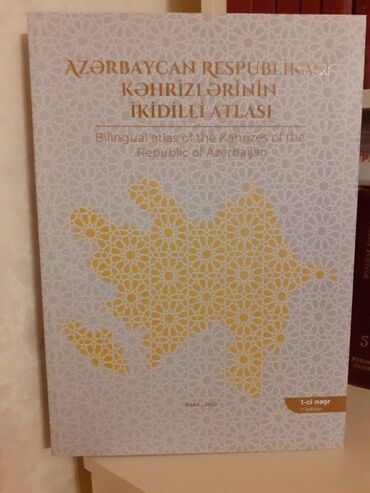 AZƏRBAYCAN RESPUBLİKASI
KƏHRİZLƏRİNİN
İKİDİLLİ ATLASI
Bilingual atlas of the Kahrizes of the
Republic of Azerbaijan
1-ci nəşr